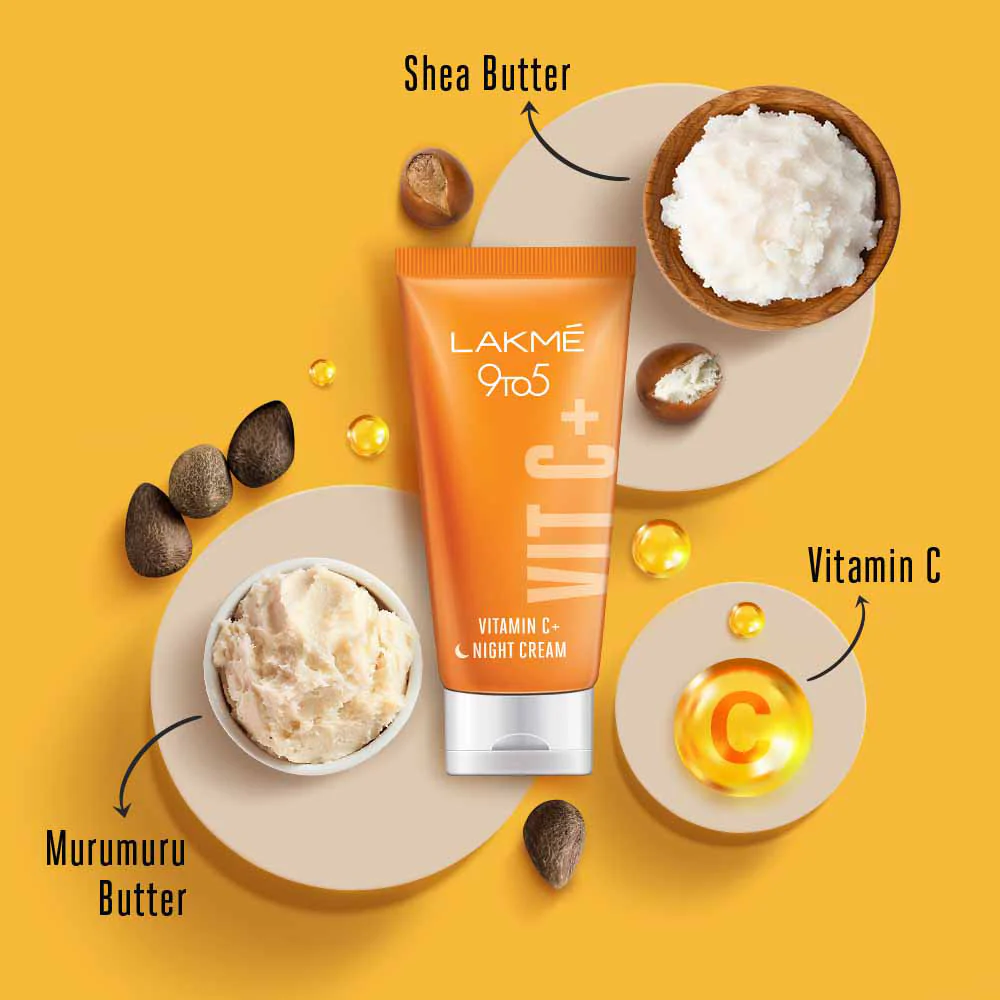 Shea Butter
LAKMÉ
9TO5
VIT C+
VITAMIN C+
NIGHT CREAM
Vitamin C
C
Murumuru
Butter